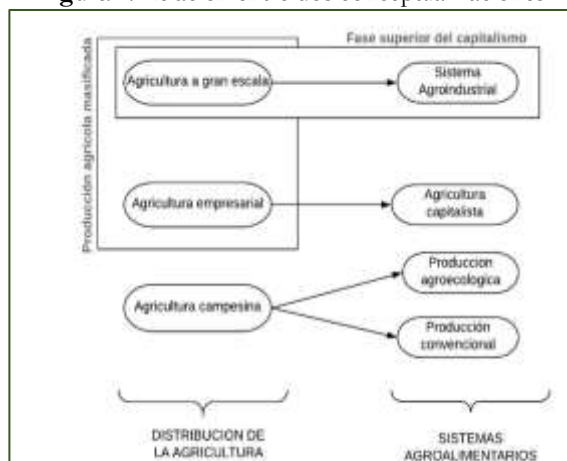 Fase superior del capitalismo
Producción agrícola masificada
Agricultura a gran escala
Sistema
Agroindustrial
Agricultura empresarial
Agricultura
capitalista
Agricultura campesina
Produccion
agroecologica
Producción
convencional
DISTRIBUCION DE
LA AGRICULTURA
SISTEMAS
AGROALIMENTARIOS